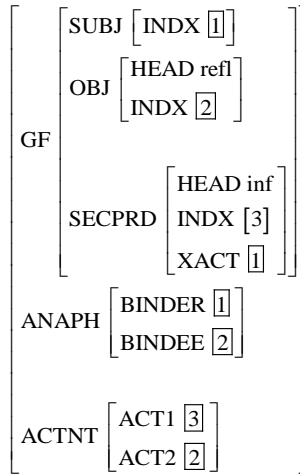 SUBJ [INDX 1]
OBJ [HEAD refl
INDX 2]
GF
SECPRD [HEAD inf
INDX [3]
XACT 1]
ANAPH [BINDER 1
BINDEE 2]
ACTNT [ACT1 3
ACT2 2]